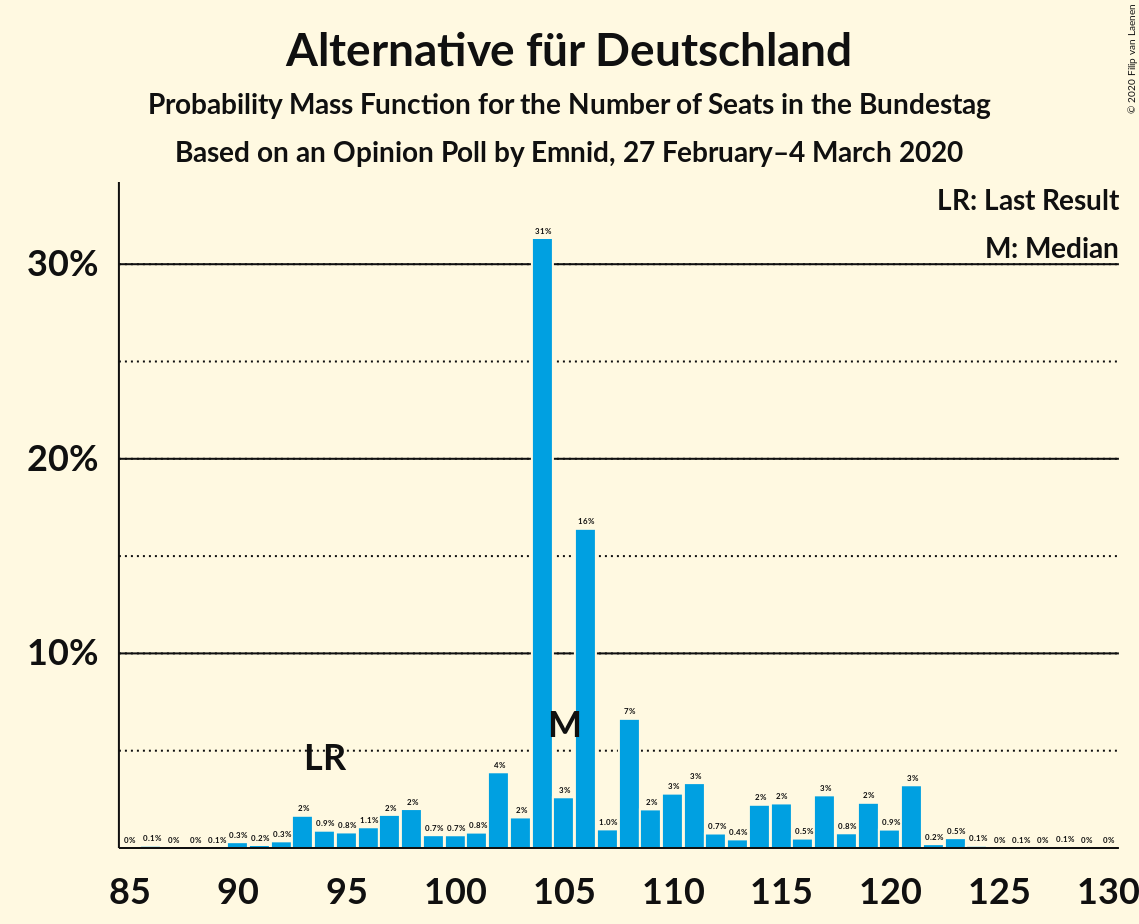 © 2020 Filip van Laenen
Alternative für Deutschland
Probability Mass Function for the Number of Seats in the Bundestag
Based on an Opinion Poll by Emnid, 27 February–4 March 2020
LR: Last Result
M: Median
30%
20%
10%
0% 0.1% 0% 0% 0.1% 0.3% 0.2% 0.3% 2% 0.9% 0.8% 1.1% 2% 2% 0.7% 0.7% 0.8% 4% 2% 31% 3% 16% 1.0% 7% 2% 3% 3% 0.7% 0.4% 2% 2% 0.5% 3% 0.8% 2% 0.9% 3% 0.2% 0.5% 0.1% 0% 0.1% 0% 0.1% 0% 0%
LR
M
85 90 95 100 105 110 115 120 125 130